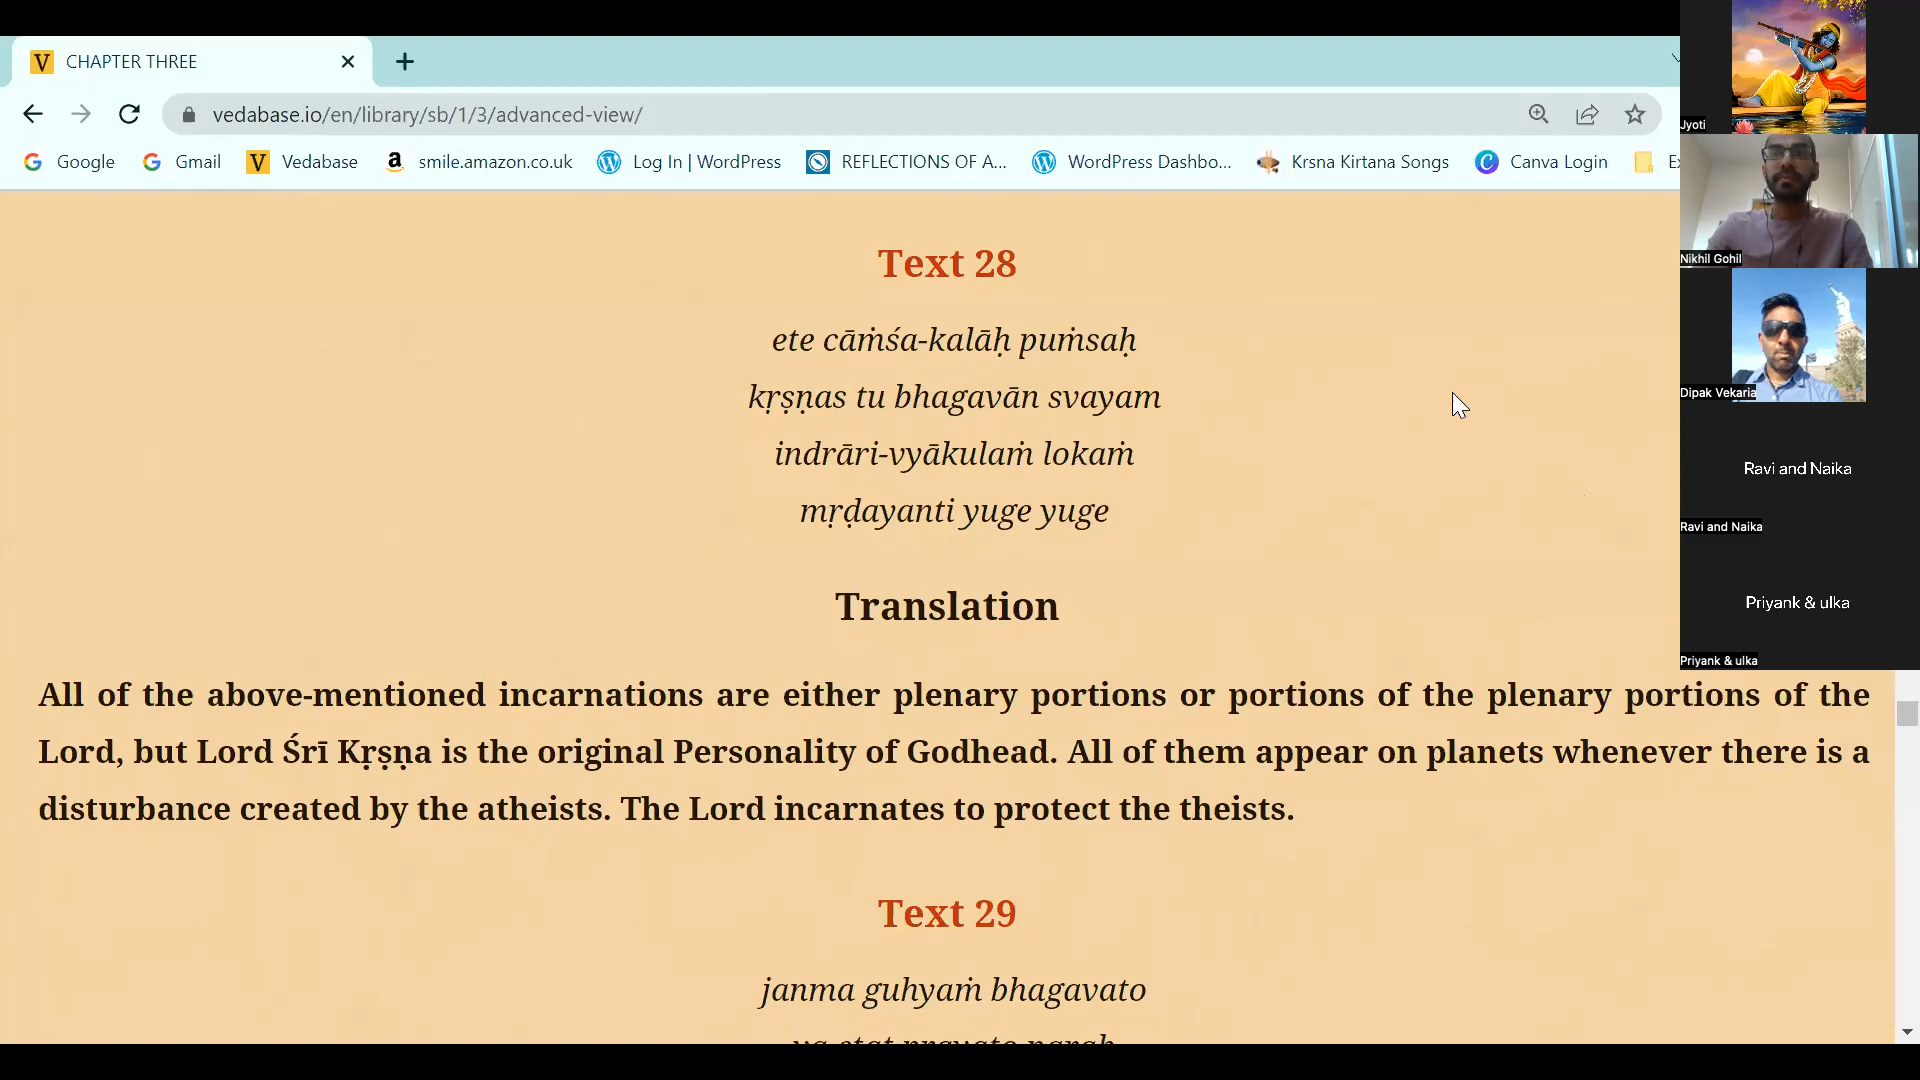 CHAPTER THREE
vedabase.io/en/library/sb/1/3/advanced-view/
Google
Gmail
Vedabase
smile.amazon.co.uk
Log In | WordPress
REFLECTIONS OF A...
WordPress Dashbo...
Krsna Kirtana Songs
Canva Login
Text 28
ete cāṁśa-kalāḥ puṁsaḥ
kṛṣṇas tu bhagavān svayam
indrāri-vyākulaṁ lokaṁ
mṛḍayanti yuge yuge
Translation
All of the above-mentioned incarnations are either plenary portions or portions of the plenary portions of the
Lord, but Lord Śrī Kṛṣṇa is the original Personality of Godhead. All of them appear on planets whenever there is a
disturbance created by the atheists. The Lord incarnates to protect the theists.
Text 29
janma guhyaṁ bhagavato
Jyoti
Nikhil Gohil
Dipak Vekaria
Ravi and Naika
Ravi and Naika
Priyank & ulka
Priyank & ulka